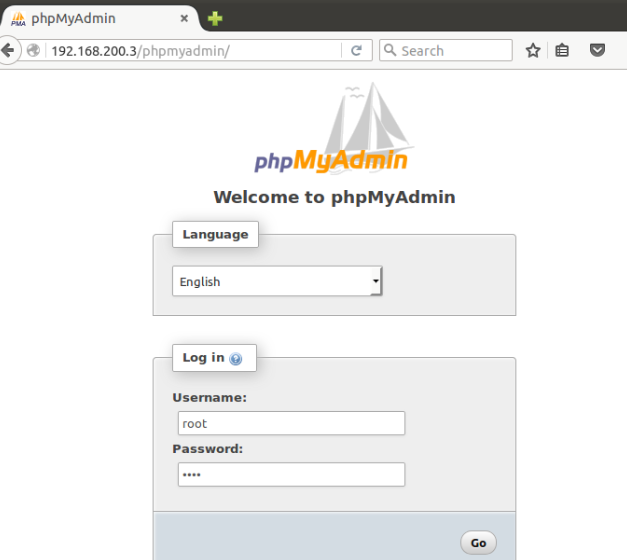 PMA phpMyAdmin
192.168.200.3/phpmyadmin/ Search
phpMyAdmin
Welcome to phpMyAdmin
Language
English
Log in
Username:
root
Password:
••••
Go